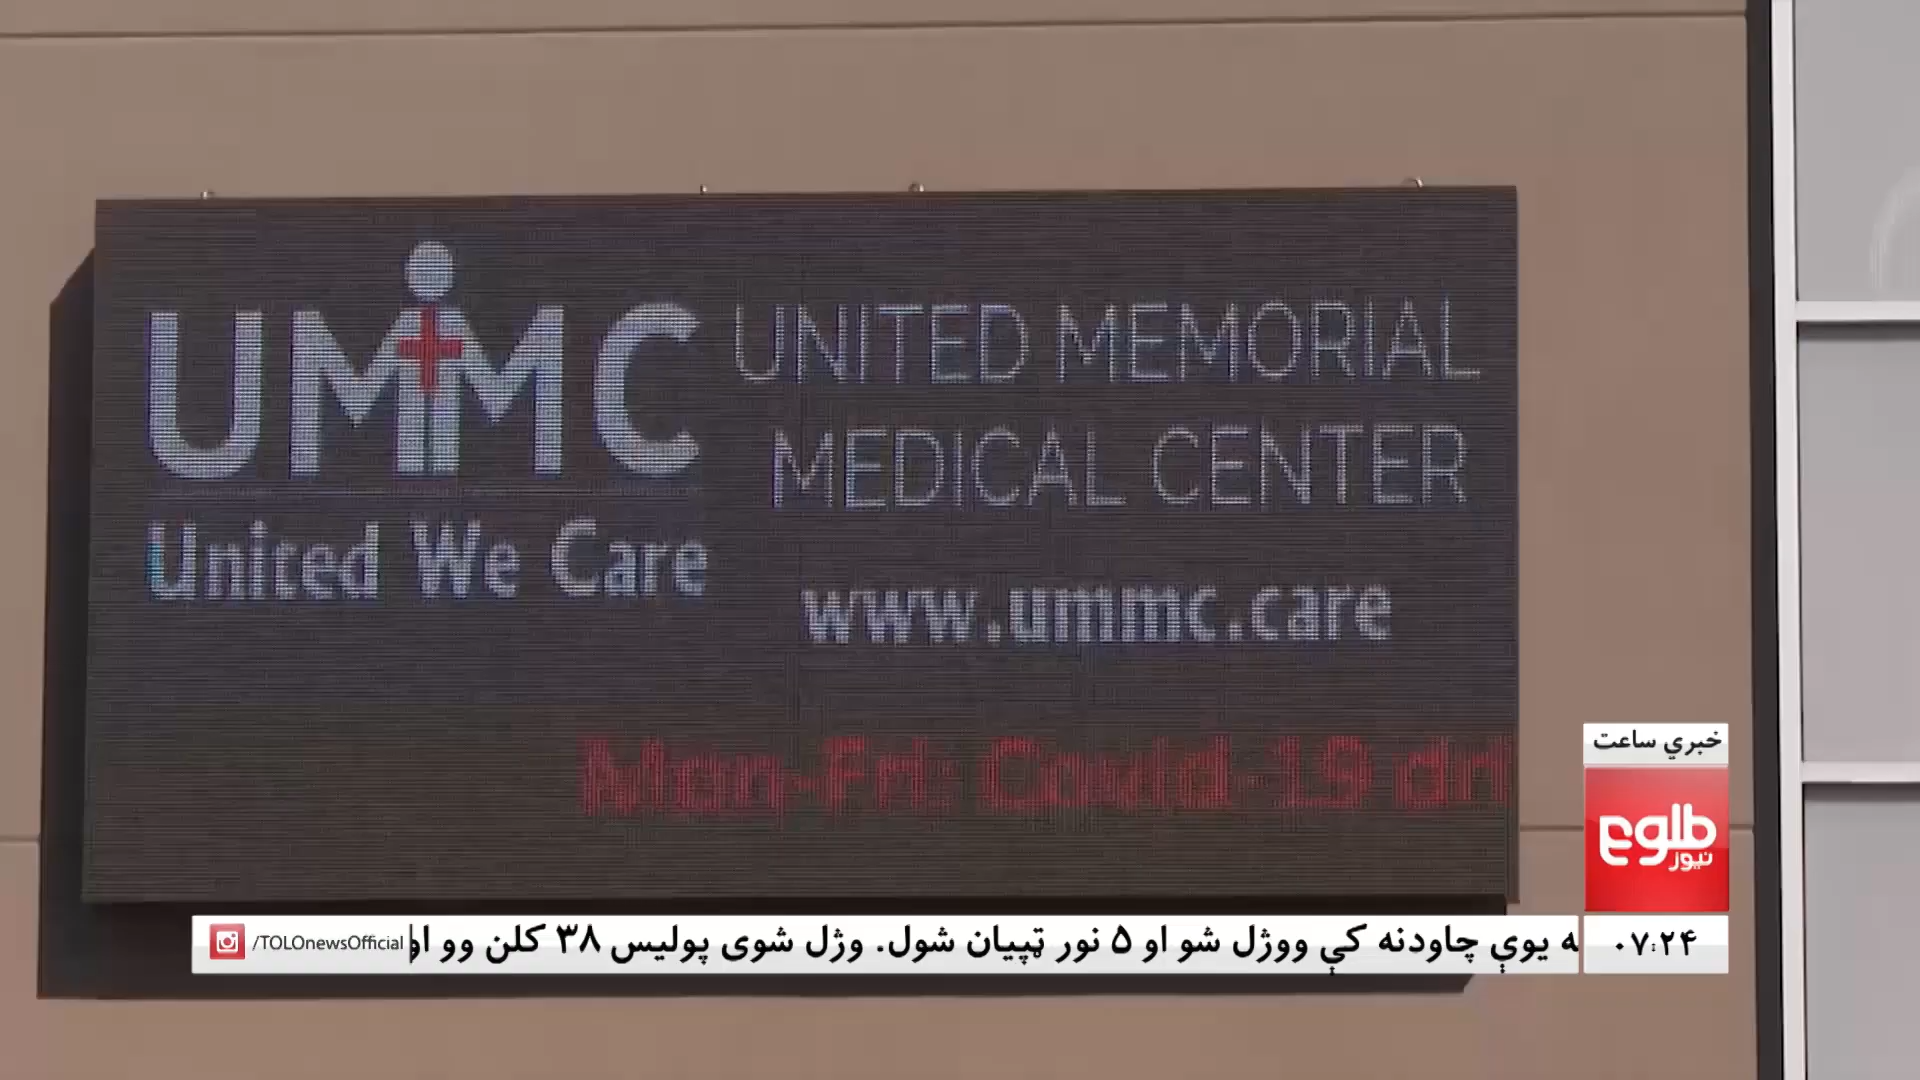 UMMC
United We Care
UNITED MEMORIAL
MEDICAL CENTER
www.ummc.care
Mon-Fri: Covid-19 dri
خبري ساعت
طلوع
نیوز
/TOLOnewsOfficial
ه یوې چاودنه کې ووژل شو او ۵ نور ټپیان شول. وژل شوی پولیس ۳۸ کلن وو او
۰۷:۲۴